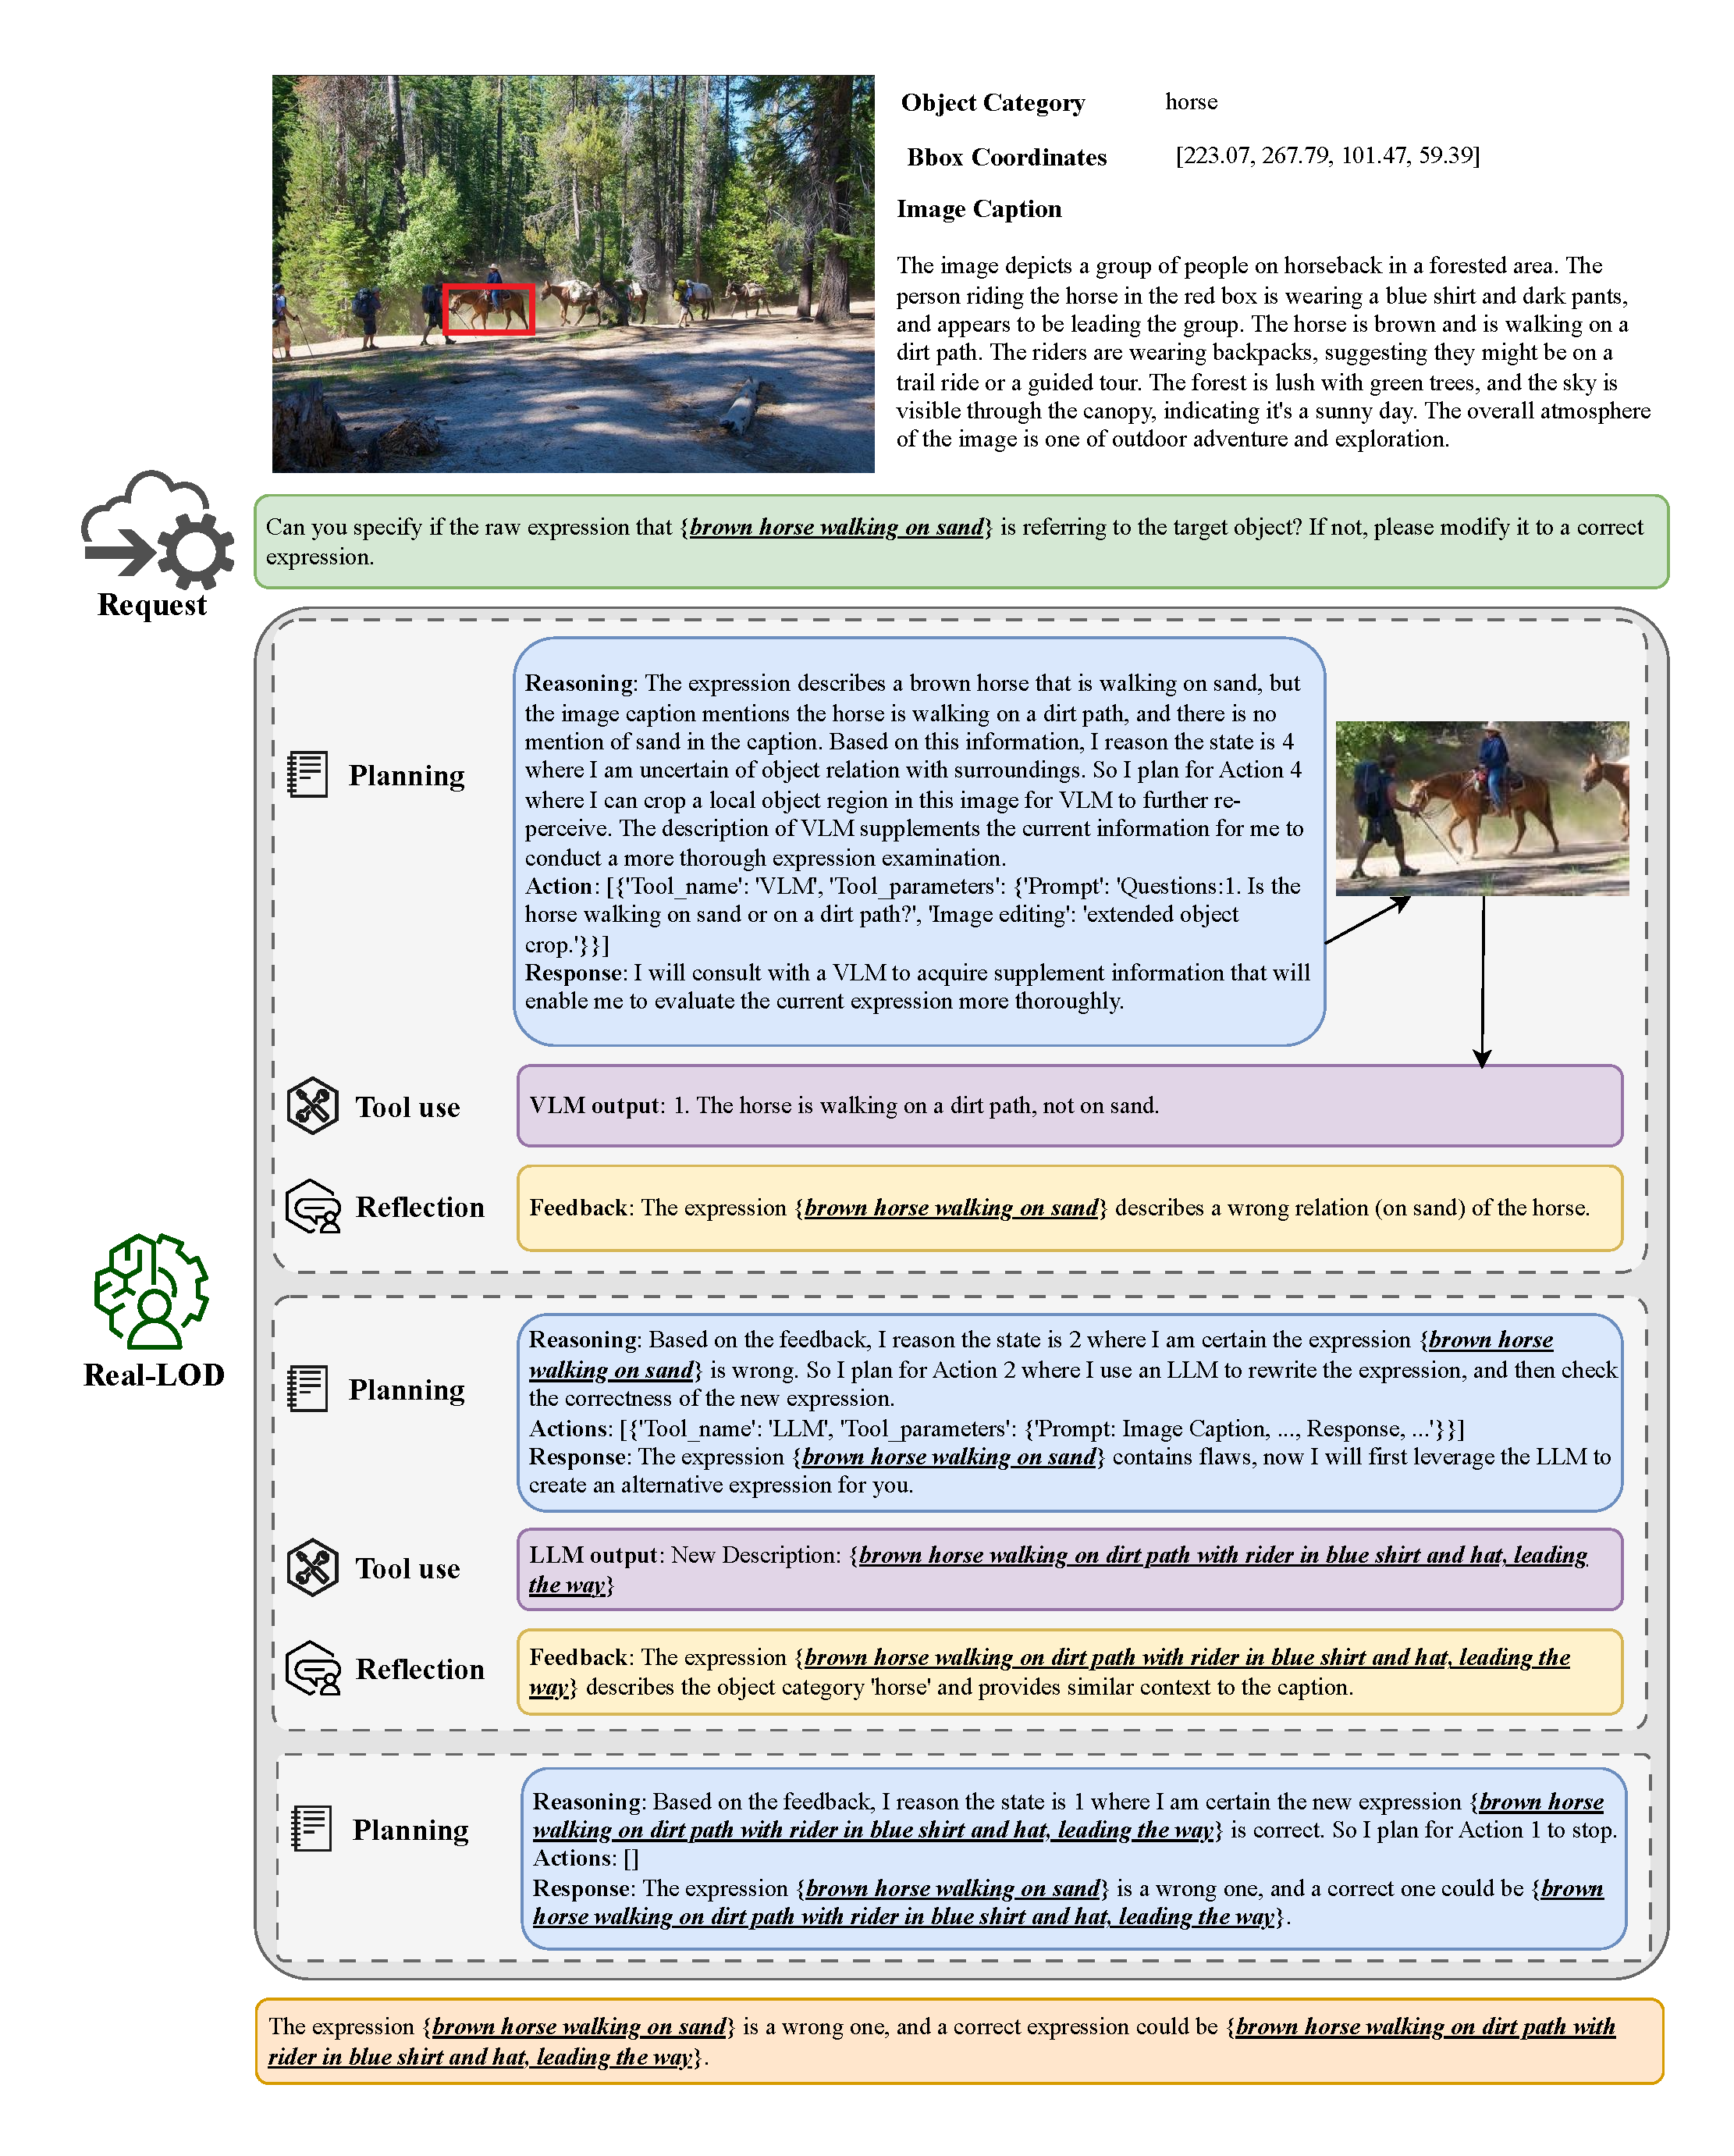 Object Category horse
Bbox Coordinates [223.07, 267.79, 101.47, 59.39]
Image Caption
The image depicts a group of people on horseback in a forested area. The
person riding the horse in the red box is wearing a blue shirt and dark pants,
and appears to be leading the group. The horse is brown and is walking on a
dirt path. The riders are wearing backpacks, suggesting they might be on a
trail ride or a guided tour. The forest is lush with green trees, and the sky is
visible through the canopy, indicating it's a sunny day. The overall atmosphere
of the image is one of outdoor adventure and exploration.
Request
Can you specify if the raw expression that {brown horse walking on sand} is referring to the target object? If not, please modify it to a correct
expression.
Real-LOD
Planning
Reasoning: The expression describes a brown horse that is walking on sand, but
the image caption mentions the horse is walking on a dirt path, and there is no
mention of sand in the caption. Based on this information, I reason the state is 4
where I am uncertain of object relation with surroundings. So I plan for Action 4
where I can crop a local object region in this image for VLM to further re-
perceive. The description of VLM supplements the current information for me to
conduct a more thorough expression examination.
Action: [{'Tool_name': 'VLM', 'Tool_parameters': {'Prompt': 'Questions:1. Is the
horse walking on sand or on a dirt path?', 'Image editing': 'extended object
crop.'}}]
Response: I will consult with a VLM to acquire supplement information that will
enable me to evaluate the current expression more thoroughly.
Tool use
VLM output: 1. The horse is walking on a dirt path, not on sand.
Reflection
Feedback: The expression {brown horse walking on sand} describes a wrong relation (on sand) of the horse.
Planning
Reasoning: Based on the feedback, I reason the state is 2 where I am certain the expression {brown horse
walking on sand} is wrong. So I plan for Action 2 where I use an LLM to rewrite the expression, and then check
the correctness of the new expression.
Actions: [{'Tool_name': 'LLM', 'Tool_parameters': {'Prompt: Image Caption, ..., Response, ...'}}]
Response: The expression {brown horse walking on sand} contains flaws, now I will first leverage the LLM to
create an alternative expression for you.
Tool use
LLM output: New Description: {brown horse walking on dirt path with rider in blue shirt and hat, leading
the way}
Reflection
Feedback: The expression {brown horse walking on dirt path with rider in blue shirt and hat, leading the
way} describes the object category 'horse' and provides similar context to the caption.
Planning
Reasoning: Based on the feedback, I reason the state is 1 where I am certain the new expression {brown horse
walking on dirt path with rider in blue shirt and hat, leading the way} is correct. So I plan for Action 1 to stop.
Actions: []
Response: The expression {brown horse walking on sand} is a wrong one, and a correct one could be {brown
horse walking on dirt path with rider in blue shirt and hat, leading the way}.
The expression {brown horse walking on sand} is a wrong one, and a correct expression could be {brown horse walking on dirt path with
rider in blue shirt and hat, leading the way}.